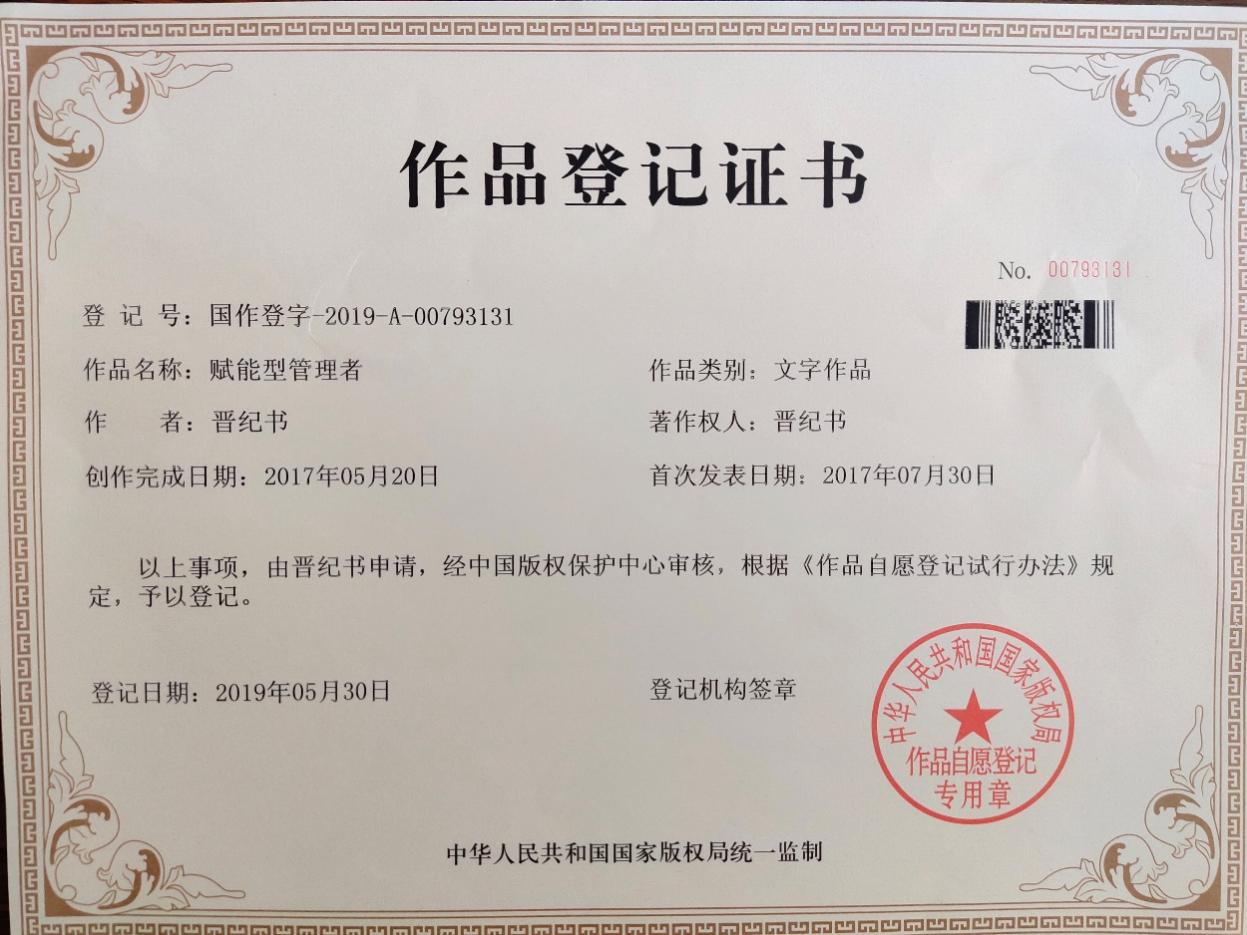 作品登记证书
No. 00793131
登 记 号：国作登字-2019-A-00793131
作品名称：赋能型管理者 作品类别：文字作品
作 者：晋纪书 著作权人：晋纪书
创作完成日期：2017年05月20日 首次发表日期：2017年07月30日
以上事项，由晋纪书申请，经中国版权保护中心审核，根据《作品自愿登记试行办法》规
定，予以登记。
登记日期：2019年05月30日 登记机构签章
中华人民共和国国家版权局
作品自愿登记
专用章
中华人民共和国国家版权局统一监制